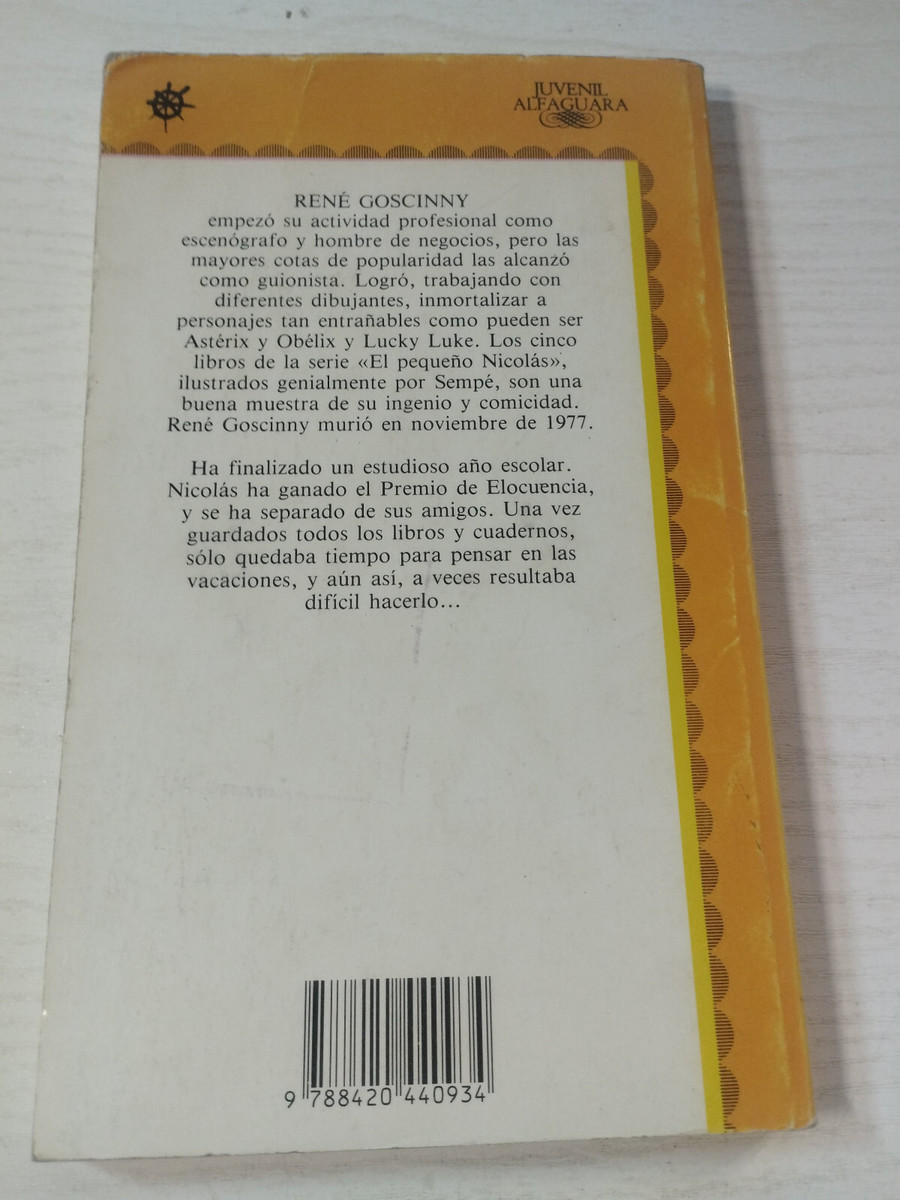 JUVENIL
ALFAGUARA
RENÉ GOSCINNY
empezó su actividad profesional como
escenógrafo y hombre de negocios, pero las
mayores cotas de popularidad las alcanzó
como guionista. Logró, trabajando con
diferentes dibujantes, inmortalizar a
personajes tan entrañables como pueden ser
Astérix y Obélix y Lucky Luke. Los cinco
libros de la serie «El pequeño Nicolás»,
ilustrados genialmente por Sempé, son una
buena muestra de su ingenio y comicidad.
René Goscinny murió en noviembre de 1977.
Ha finalizado un estudioso año escolar.
Nicolás ha ganado el Premio de Elocuencia,
y se ha separado de sus amigos. Una vez
guardados todos los libros y cuadernos,
sólo quedaba tiempo para pensar en las
vacaciones, y aún así, a veces resultaba
difícil hacerlo...
9 788420 440934